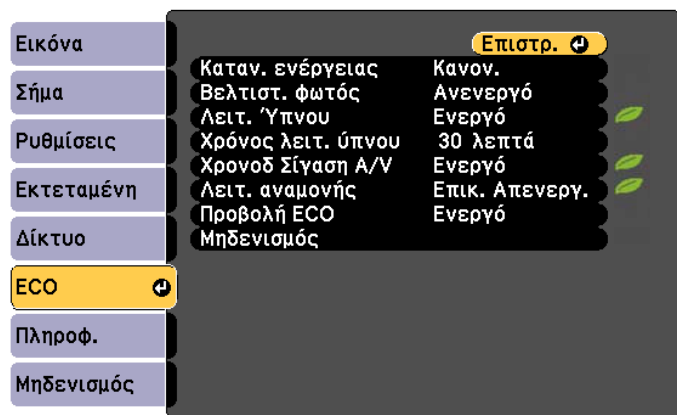 Εικόνα
Σήμα
Ρυθμίσεις
Εκτεταμένη
Δίκτυο
ECO
Πληροφ.
Μηδενισμός
Επιστρ.
Καταν. ενέργειας Κανον.
Βελτιστ. φωτός Ανενεργό
Λειτ. Ύπνου Ενεργό
Χρόνος λειτ. ύπνου 30 λεπτά
Χρονοδ Σίγαση A/V Ενεργό
Λειτ. αναμονής Επικ. Απενεργ.
Προβολή ECO Ενεργό
Μηδενισμός